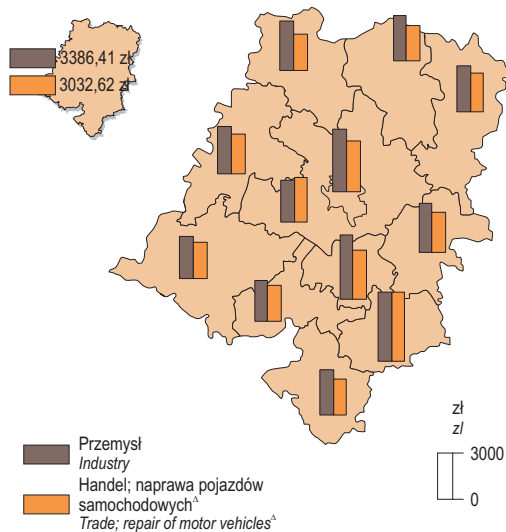 3386,41 zł
3032,62 zł
zł
zl
3000
0
Przemysł
Industry
Handel; naprawa pojazdów
samochodowych^Δ
Trade; repair of motor vehicles^Δ